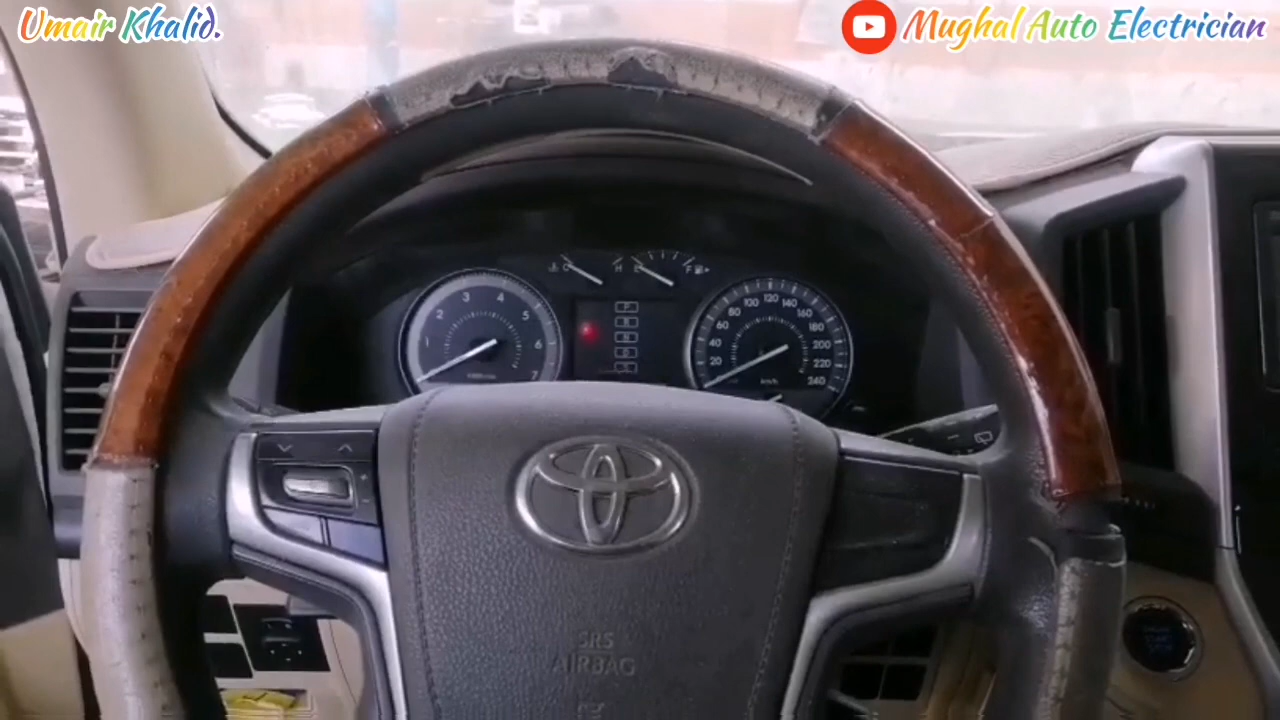 Umair Khalid.
Mughal Auto Electrician
C H E F
1 2 3 4 5 6 7
20 40 60 80 100 120 140 160 180 200 220 240
km/h
SRS
AIRBAG